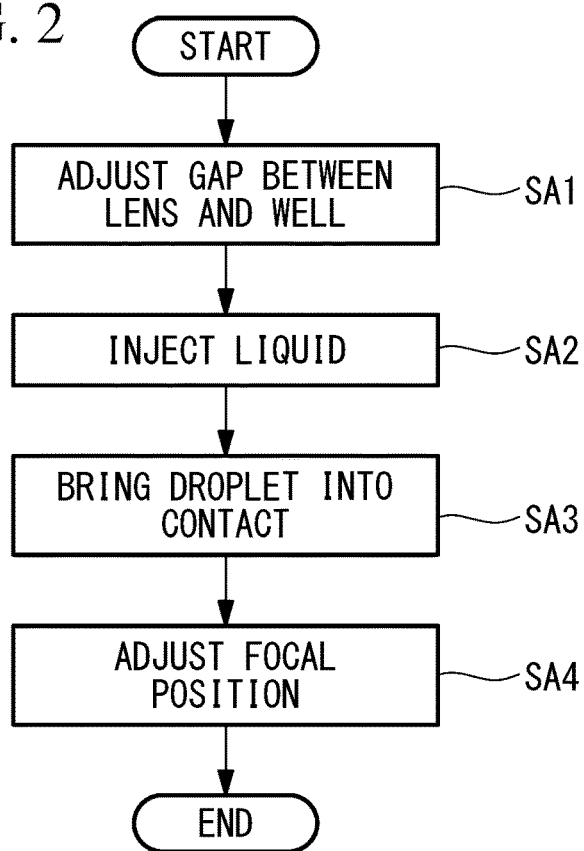 G. 2
START
ADJUST GAP BETWEEN
LENS AND WELL
SA1
INJECT LIQUID
SA2
BRING DROPLET INTO
CONTACT
SA3
ADJUST FOCAL
POSITION
SA4
END